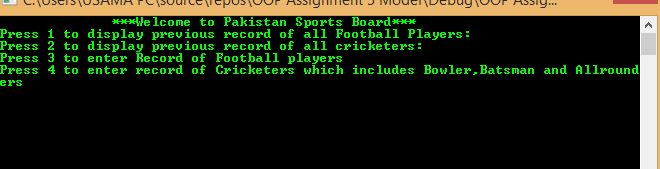 C:\Users\USAMA PC\source\repos\OOP Assignment 5 Model\Debug\OOP Assig...
***Welcome to Pakistan Sports Board***
Press 1 to display previous record of all Football Players:
Press 2 to display previous record of all cricketers:
Press 3 to enter Record of Football players
Press 4 to enter record of Cricketers which includes Bowler,Batsman and Allround
ers